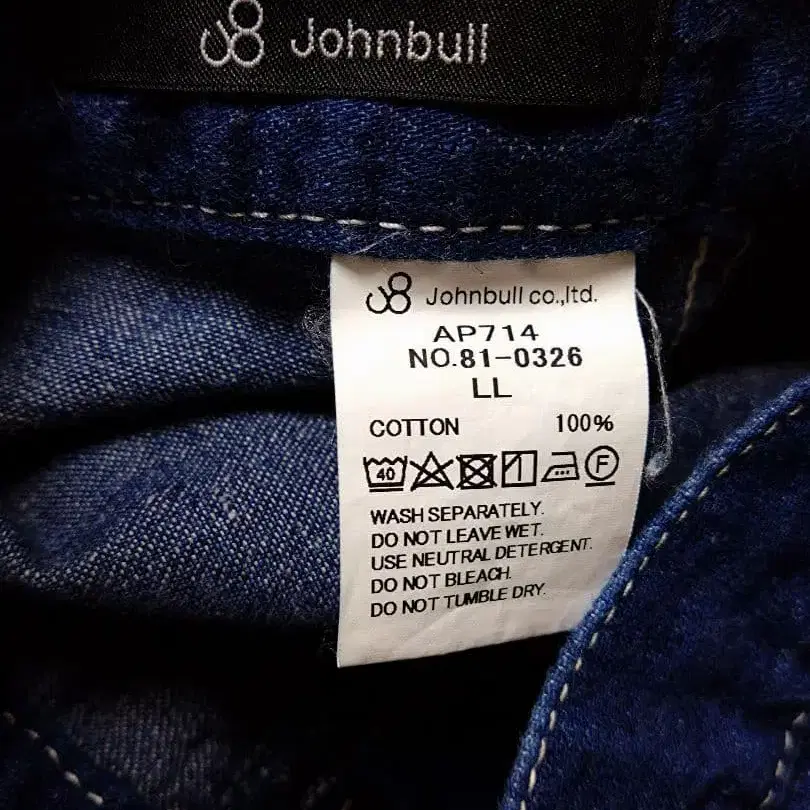 Johnbull
Johnbull co.,ltd.
AP714
NO.81-0326
LL
COTTON 100%
40 F
WASH SEPARATELY.
DO NOT LEAVE WET.
USE NEUTRAL DETERGENT.
DO NOT BLEACH.
DO NOT TUMBLE DRY.